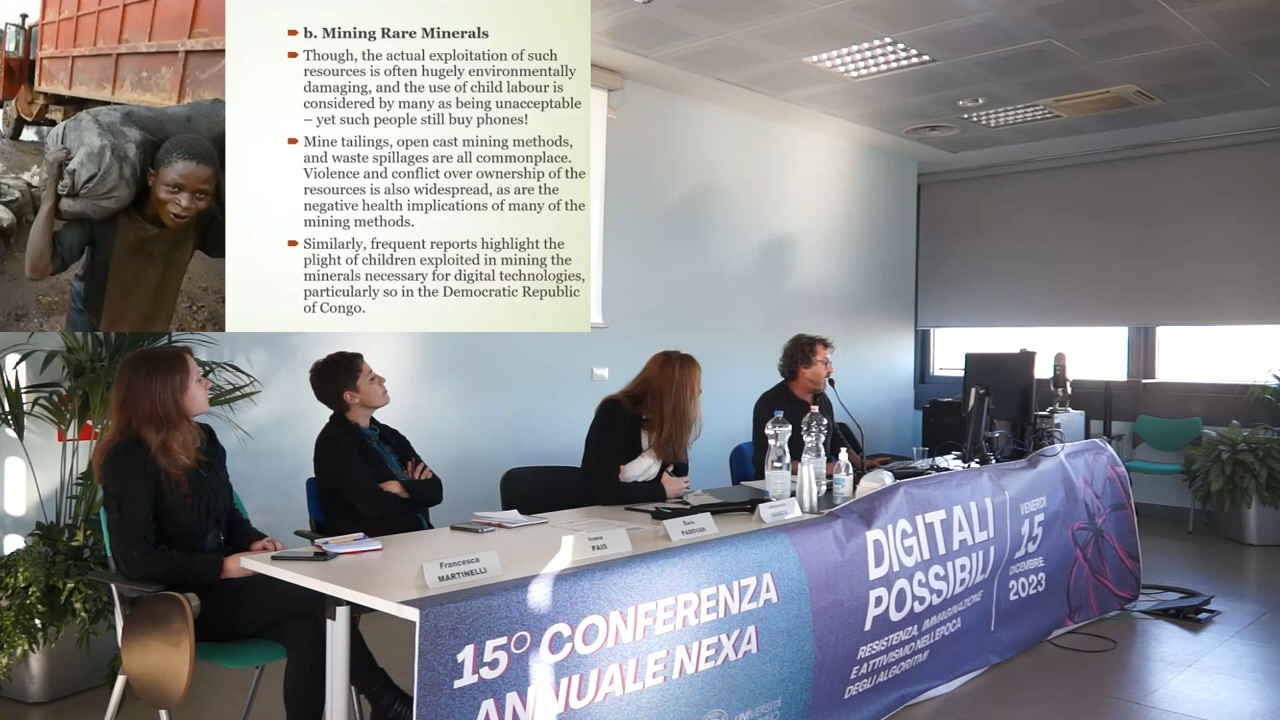 b. Mining Rare Minerals
Though, the actual exploitation of such
resources is often hugely environmentally
damaging, and the use of child labour is
considered by many as being unacceptable
– yet such people still buy phones!
Mine tailings, open cast mining methods,
and waste spillages are all commonplace.
Violence and conflict over ownership of the
resources is also widespread, as are the
negative health implications of many of the
mining methods.
Similarly, frequent reports highlight the
plight of children exploited in mining the
minerals necessary for digital technologies,
particularly so in the Democratic Republic
of Congo.
Francesca
MARTINELLI
Ivana
PAIS
Dario
PADOVAN
15° CONFERENZA
ANNUALE NEXA
DIGITALI
POSSIBILI
RESISTENZA, IMMAGINAZIONE
E ATTIVISMO NELL'EPOCA
DEGLI ALGORITMI
VENERDÌ
15
DICEMBRE
2023